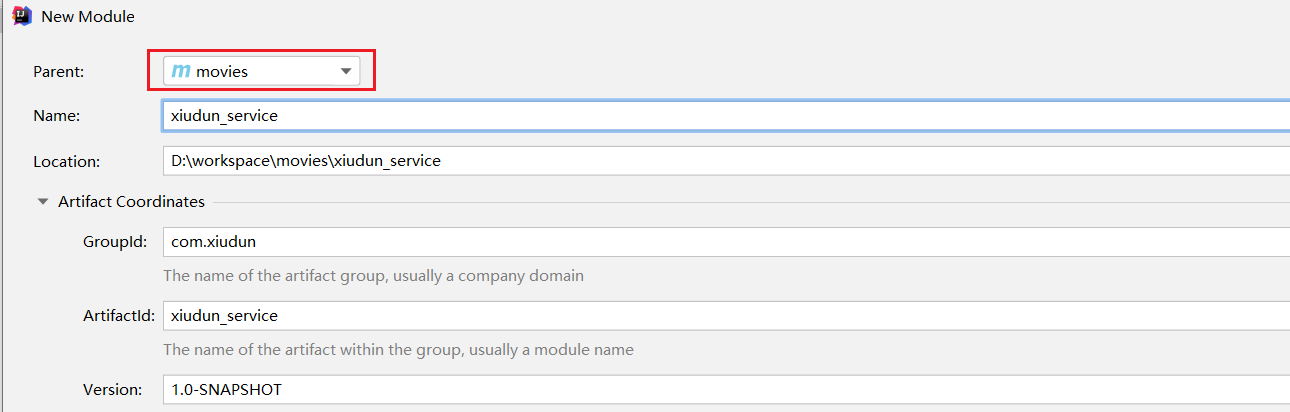 New Module
Parent: m movies
Name: xiudun_service
Location: D:\workspace\movies\xiudun_service
Artifact Coordinates
GroupId: com.xiudun
The name of the artifact group, usually a company domain
ArtifactId: xiudun_service
The name of the artifact within the group, usually a module name
Version: 1.0-SNAPSHOT